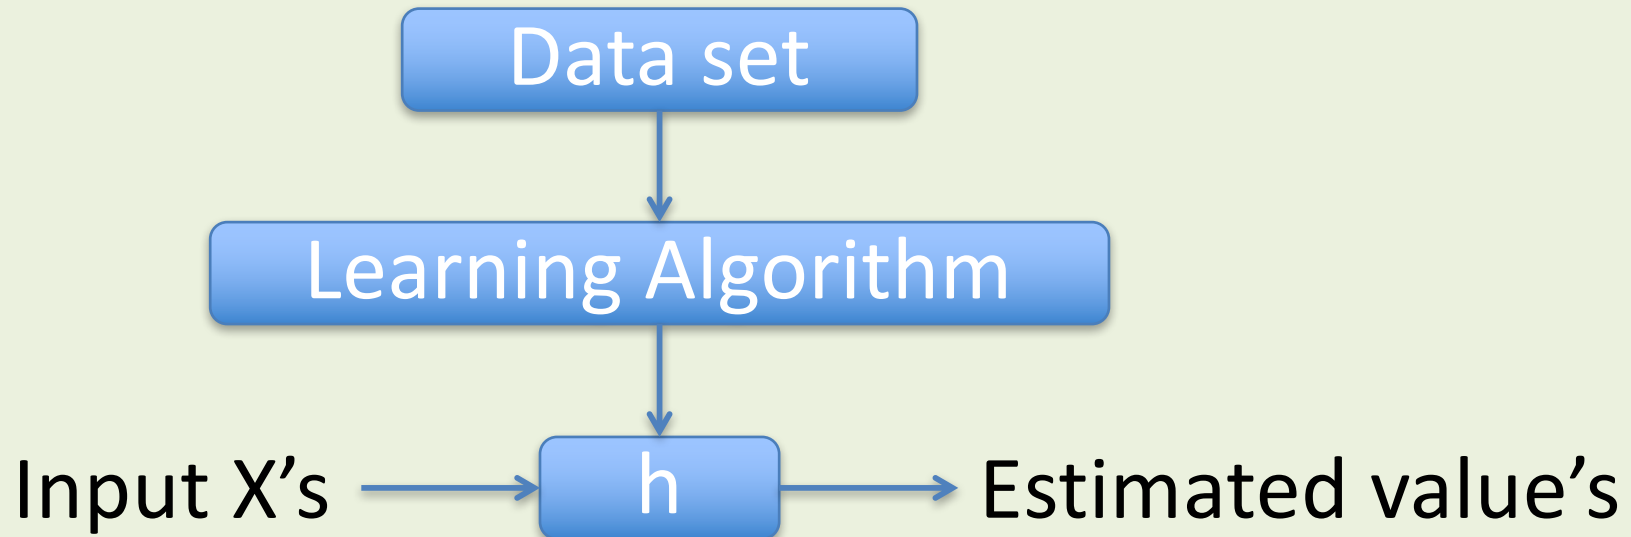 Data set
Learning Algorithm
Input X’s h Estimated value’s